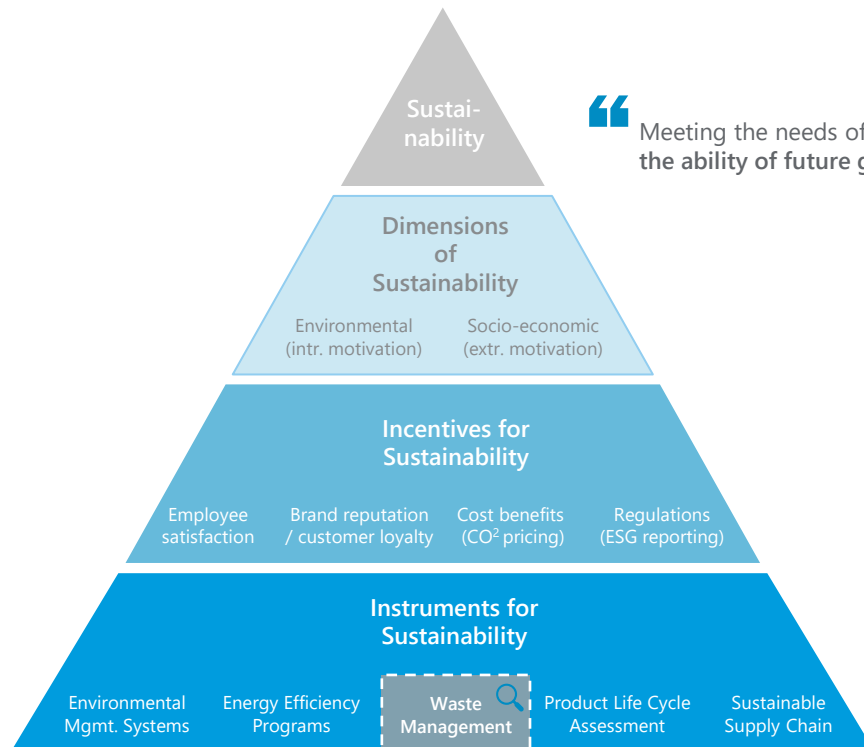 Sustai-
nability
“
Meeting the needs of
the ability of future g
Dimensions
of
Sustainability
Environmental
(intr. motivation)
Socio-economic
(extr. motivation)
Incentives for
Sustainability
Employee
satisfaction
Brand reputation
/ customer loyalty
Cost benefits
(CO² pricing)
Regulations
(ESG reporting)
Instruments for
Sustainability
Environmental
Mgmt. Systems
Energy Efficiency
Programs
Waste
Management
Product Life Cycle
Assessment
Sustainable
Supply Chain